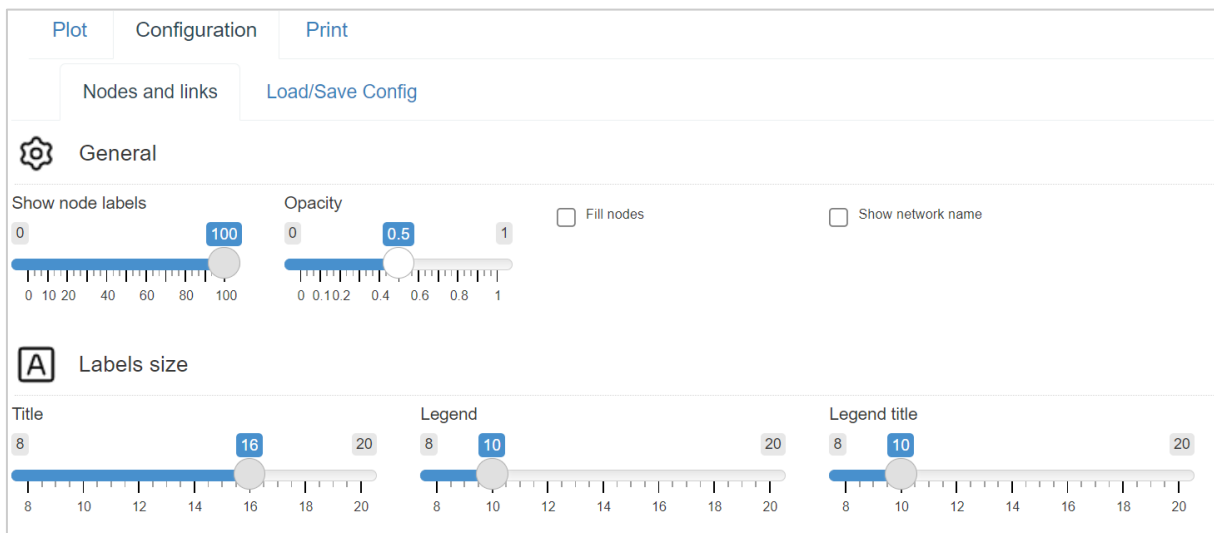 Plot Configuration Print
Nodes and links Load/Save Config
General
Show node labels Opacity
0 100 0 0.5 1 Fill nodes Show network name
0 10 20 40 60 80 100 0 0.1 0.2 0.4 0.6 0.8 1
A Labels size
Title Legend Legend title
8 16 20 8 10 20 8 10 20
8 10 12 14 16 18 20 8 10 12 14 16 18 20 8 10 12 14 16 18 20